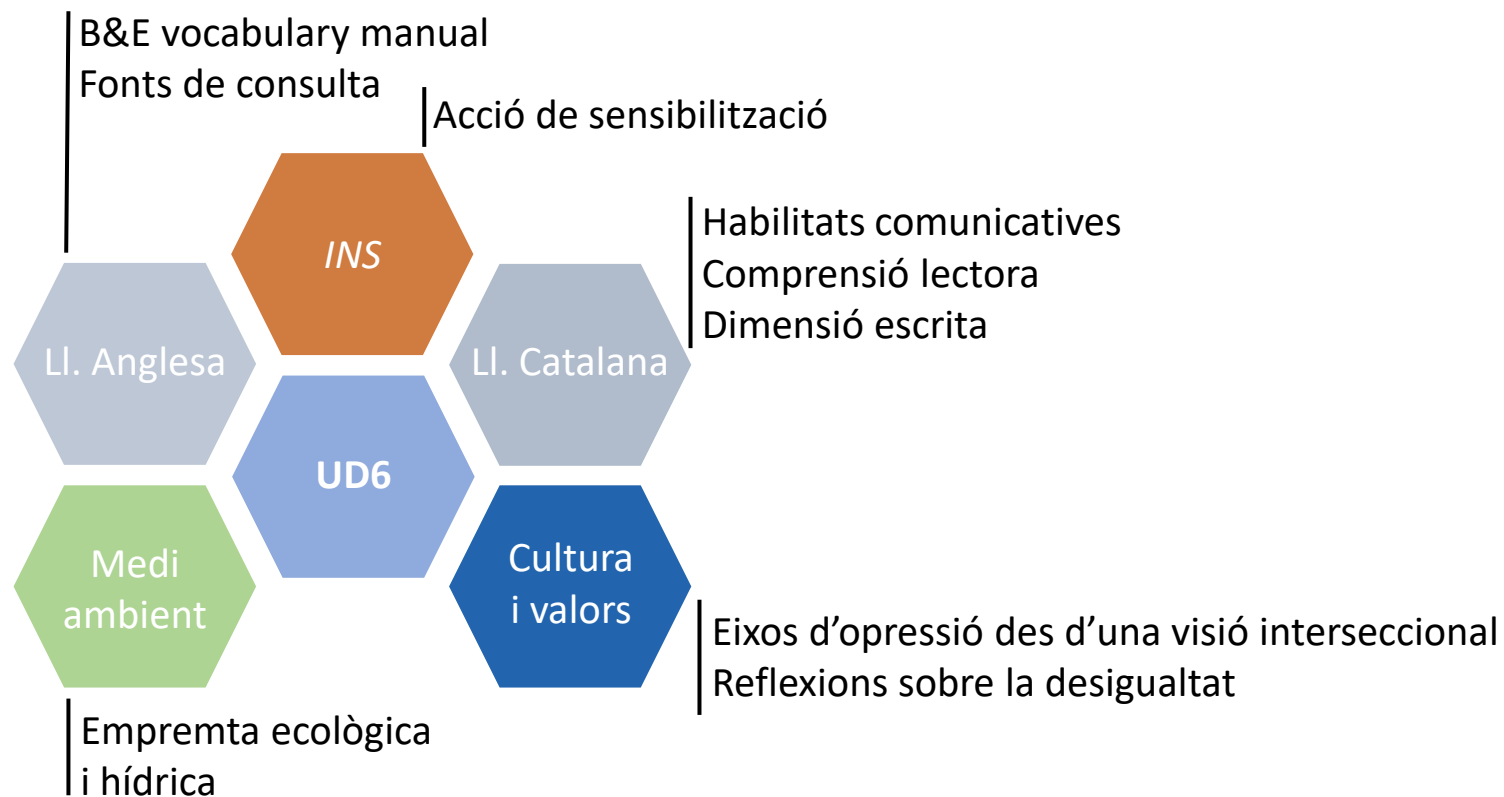 B&E vocabulary manual
Fonts de consulta
Acció de sensibilització
INS
Habilitats comunicatives
Comprensió lectora
Dimensió escrita
Ll. Anglesa
Ll. Catalana
UD6
Medi
ambient
Cultura
i valors
Eixos d’opressió des d’una visió interseccional
Reflexions sobre la desigualtat
Empremta ecològica
i hídrica